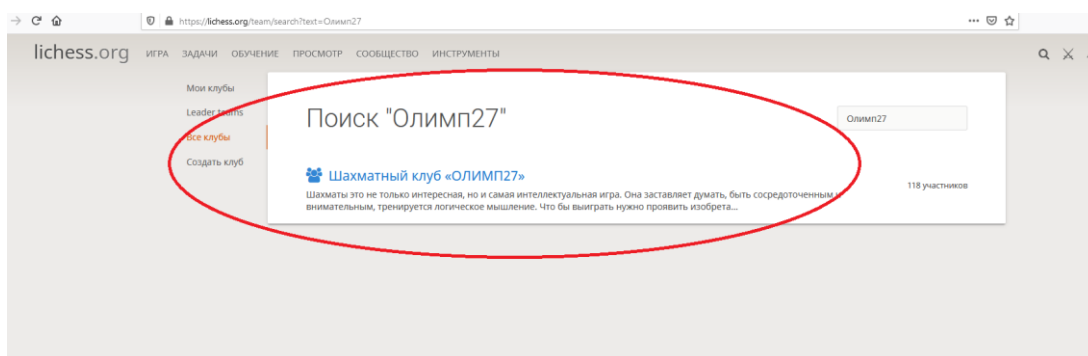 https://lichess.org/team/search?text=Олимп27
lichess.org ИГРА ЗАДАЧИ ОБУЧЕНИЕ ПРОСМОТР СООБЩЕСТВО ИНСТРУМЕНТЫ
Мои клубы
Leader teams
Все клубы
Создать клуб
Поиск "Олимп27"
Олимп27
Шахматный клуб «ОЛИМП27»
118 участников
Шахматы это не только интересная, но и самая интеллектуальная игра. Она заставляет думать, быть сосредоточенным и
внимательным, тренируется логическое мышление. Что бы выиграть нужно проявить изобрета...